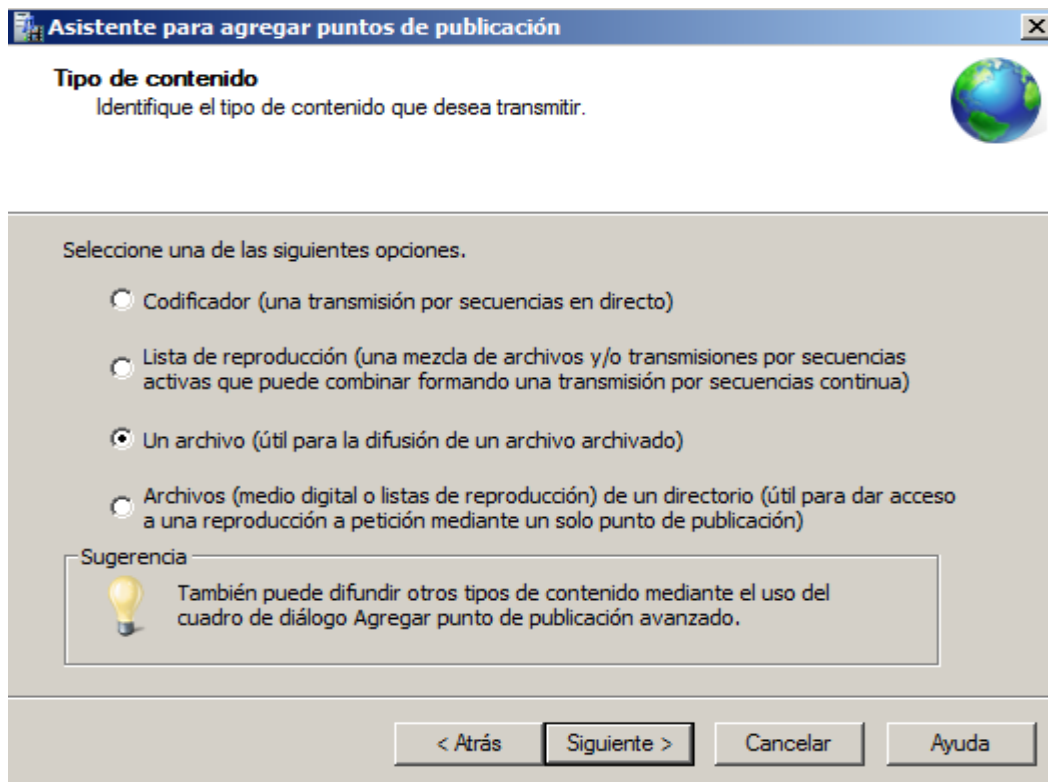 Asistente para agregar puntos de publicación
Tipo de contenido
Identifique el tipo de contenido que desea transmitir.
Seleccione una de las siguientes opciones.
Codificador (una transmisión por secuencias en directo)
Lista de reproducción (una mezcla de archivos y/o transmisiones por secuencias
activas que puede combinar formando una transmisión por secuencias continua)
Un archivo (útil para la difusión de un archivo archivado)
Archivos (medio digital o listas de reproducción) de un directorio (útil para dar acceso
a una reproducción a petición mediante un solo punto de publicación)
Sugerencia
También puede difundir otros tipos de contenido mediante el uso del
cuadro de diálogo Agregar punto de publicación avanzado.
< Atrás
Siguiente >
Cancelar
Ayuda